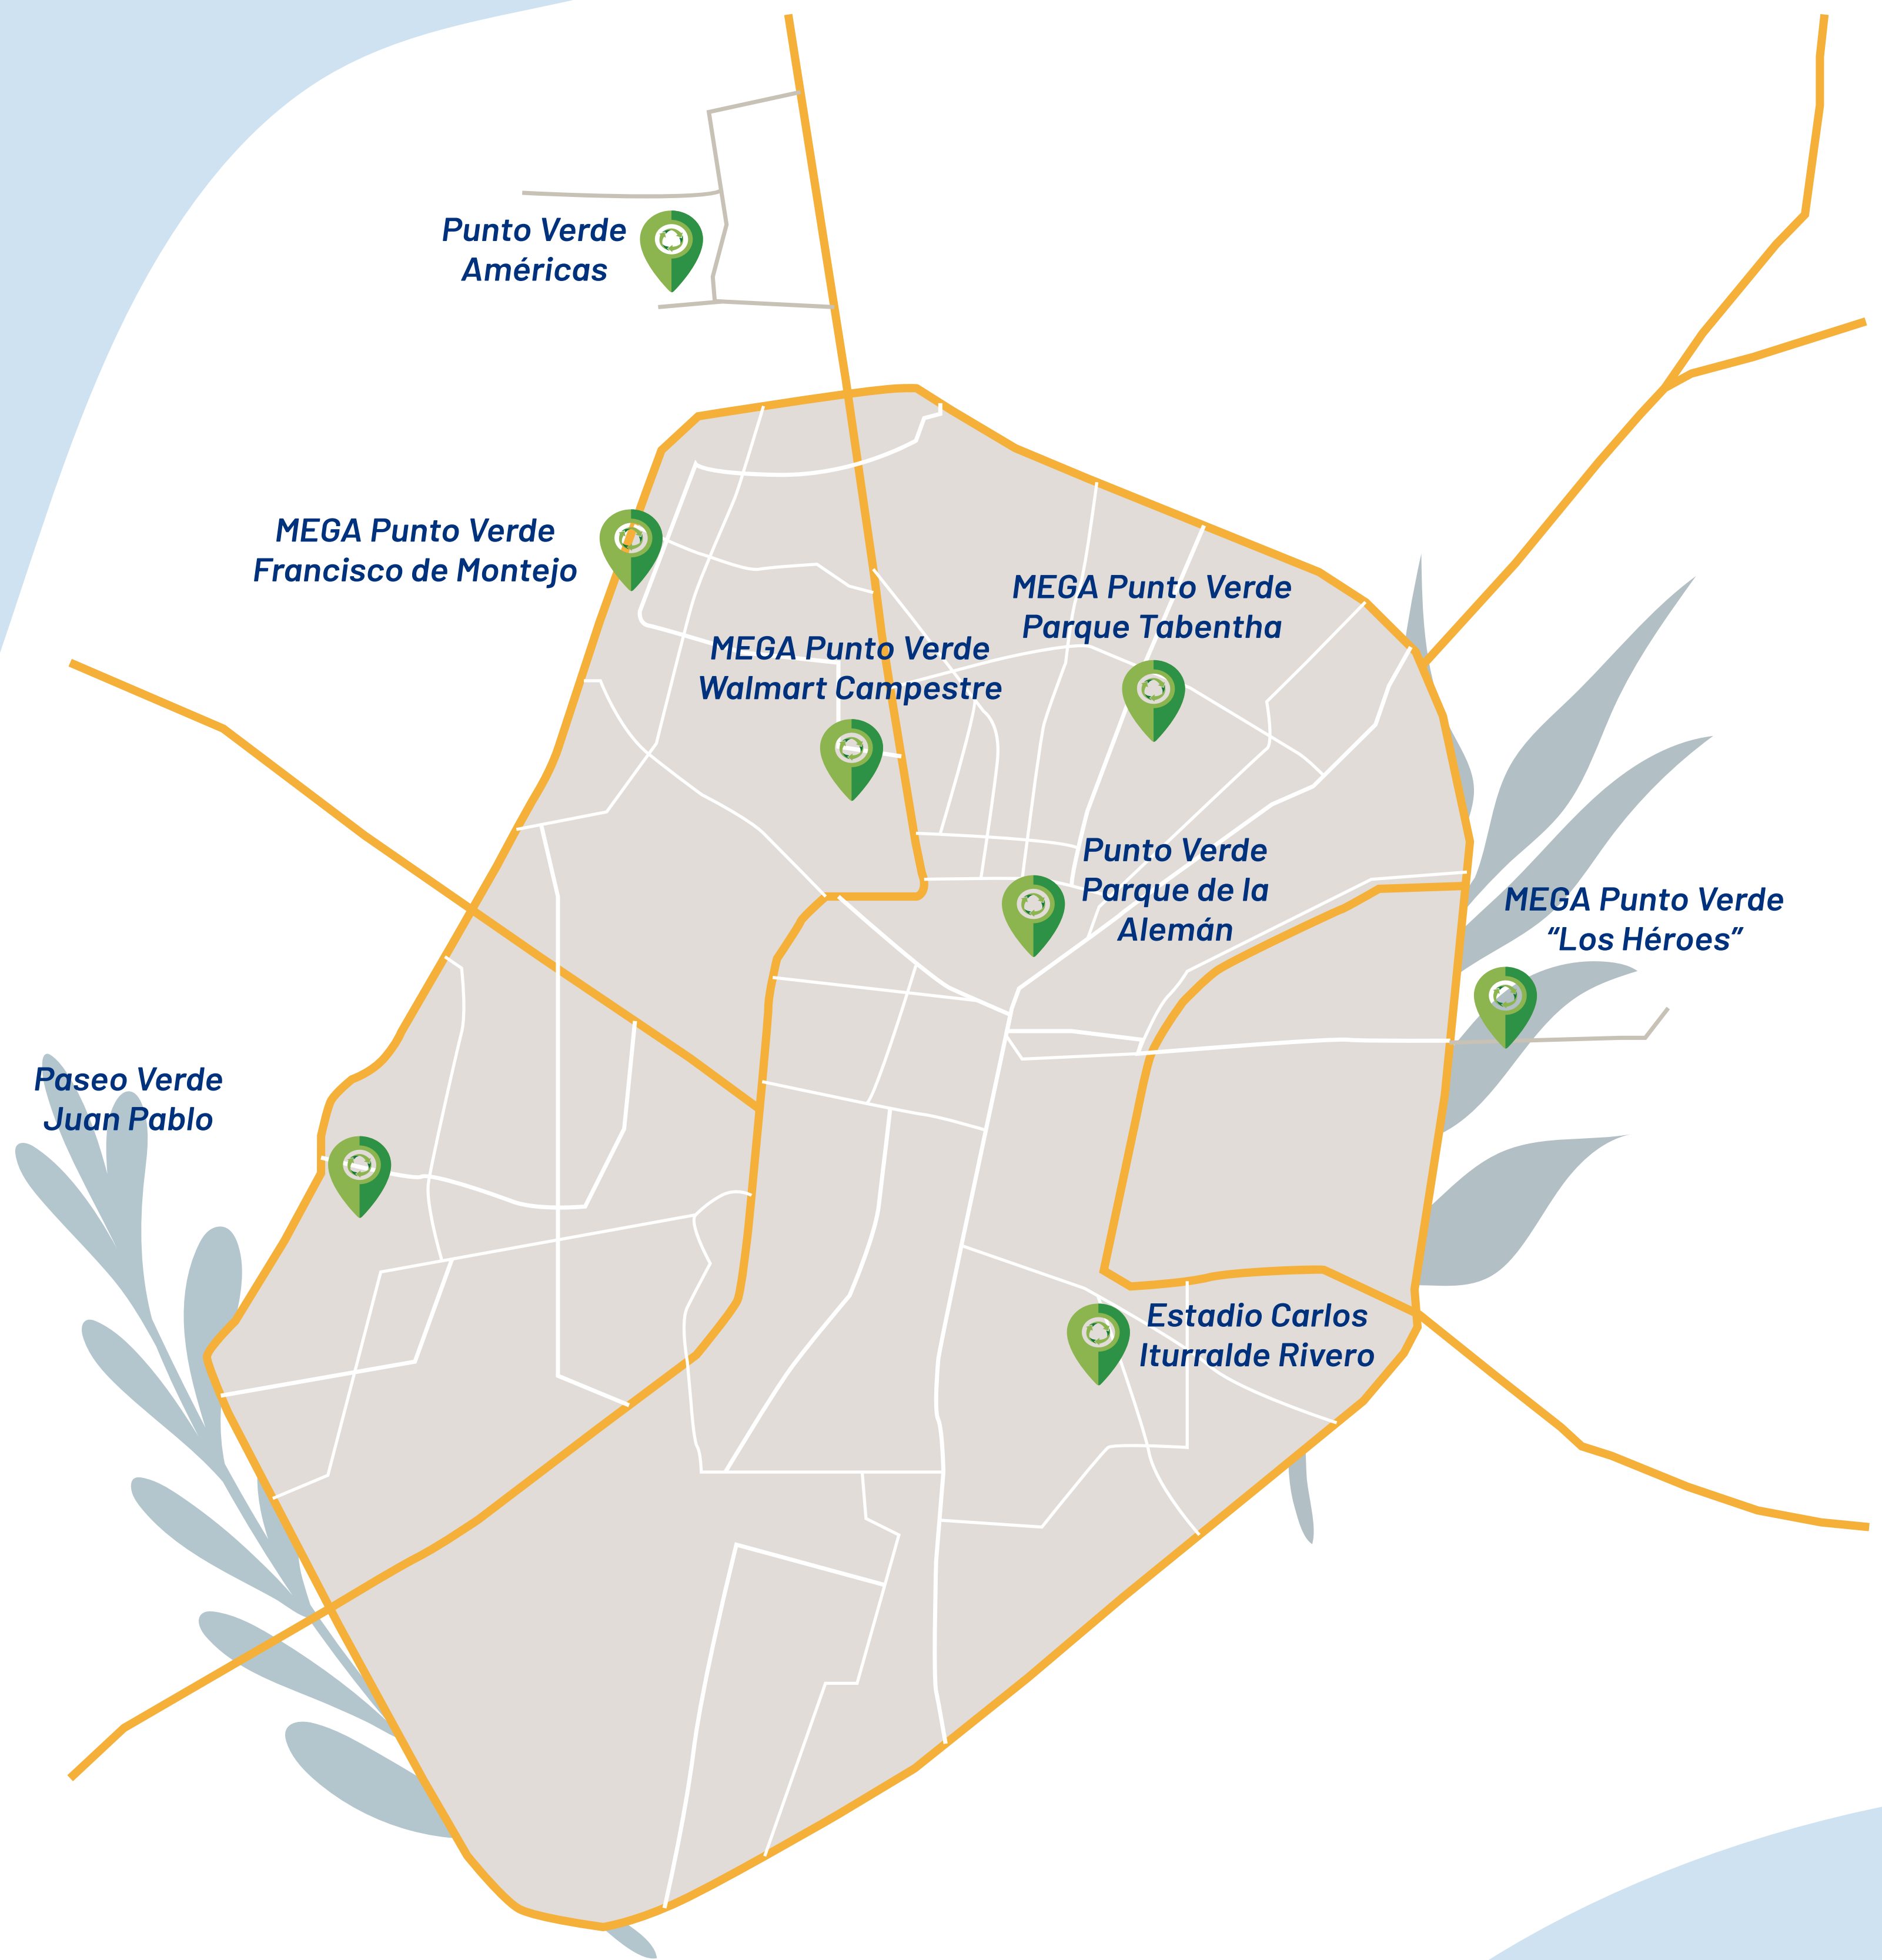 Punto Verde
Américas
MEGA Punto Verde
Francisco de Montejo
MEGA Punto Verde
Parque Tabentha
MEGA Punto Verde
Walmart Campestre
Punto Verde
Parque de la
Alemán
MEGA Punto Verde
“Los Héroes”
Paseo Verde
Juan Pablo
Estadio Carlos
Iturralde Rivero